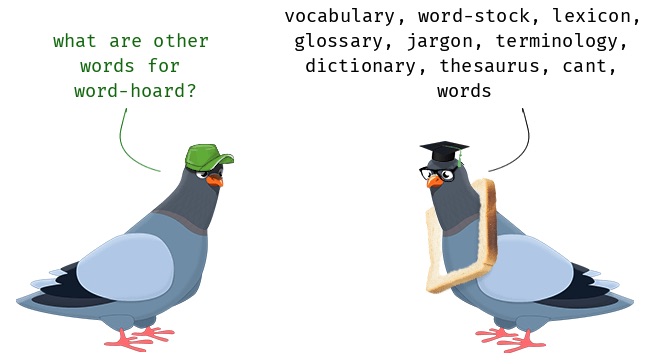 what are other
words for
word-hoard?
vocabulary, word-stock, lexicon,
glossary, jargon, terminology,
dictionary, thesaurus, cant,
words